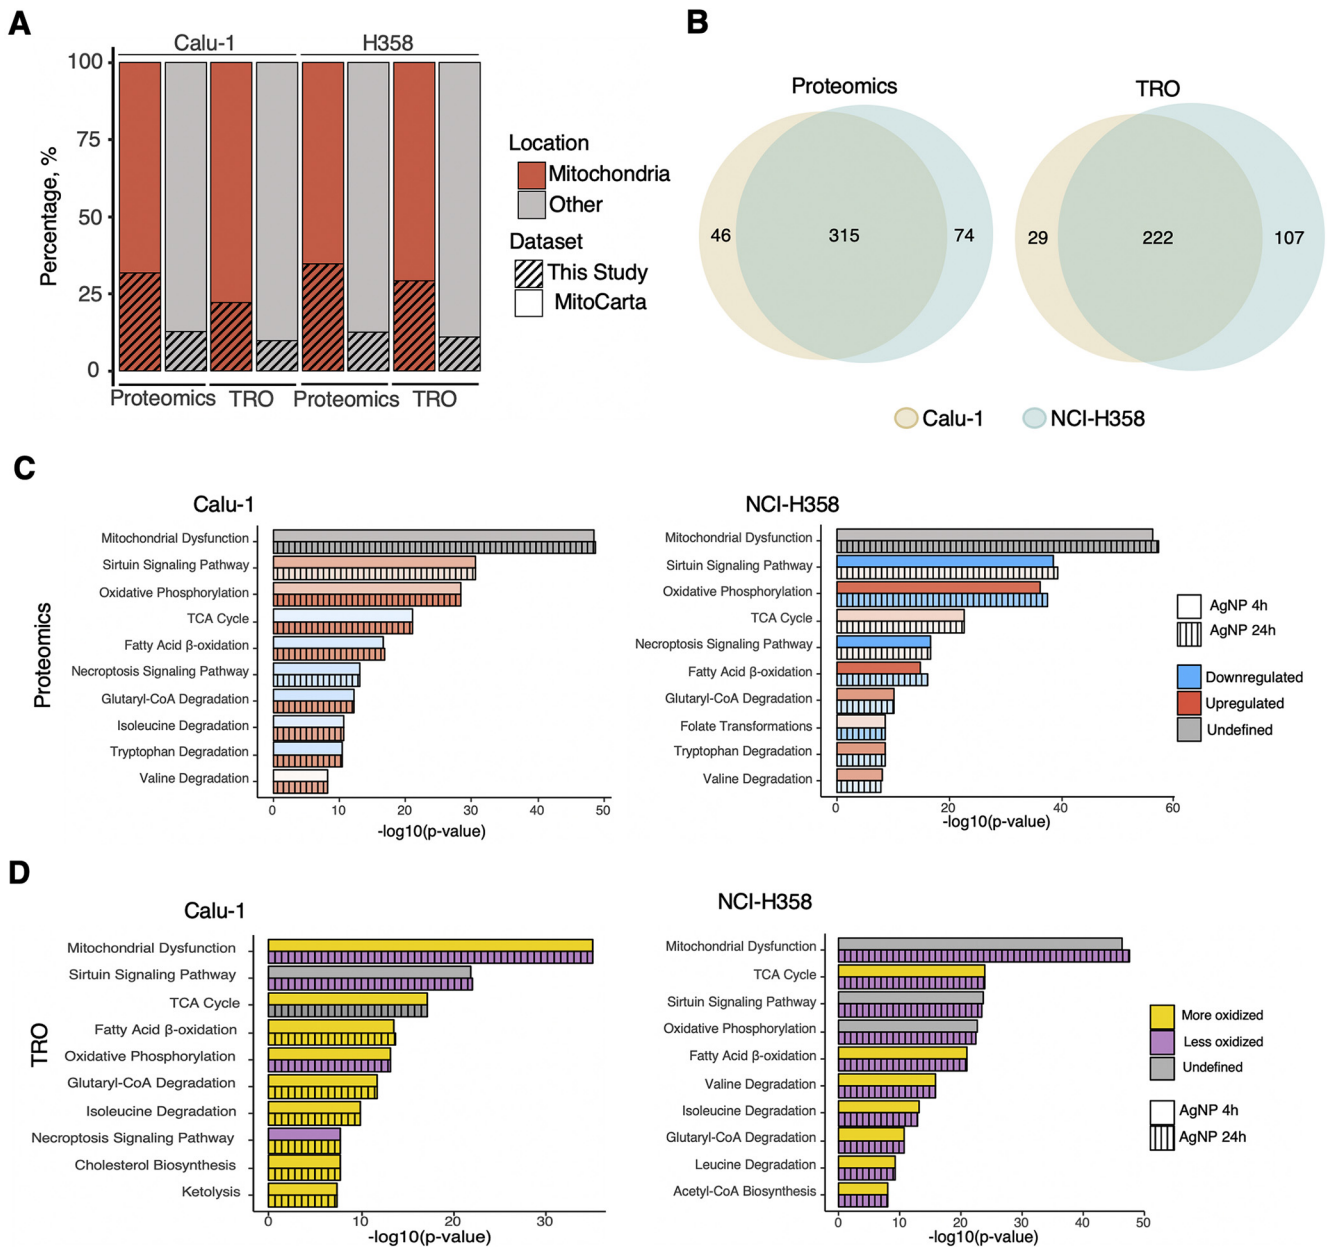 A
Calu-1
H358
100
75
50
25
0
Percentage, %
Proteomics
TRO
Proteomics
TRO
Location
Mitochondria
Other
Dataset
This Study
MitoCarta
B
Proteomics
TRO
46
315
74
29
222
107
Calu-1
NCI-H358
C
Proteomics
Calu-1
Mitochondrial Dysfunction
Sirtuin Signaling Pathway
Oxidative Phosphorylation
TCA Cycle
Fatty Acid β-oxidation
Necroptosis Signaling Pathway
Glutaryl-CoA Degradation
Isoleucine Degradation
Tryptophan Degradation
Valine Degradation
0
10
20
30
40
50
-log10(p-value)
NCI-H358
Mitochondrial Dysfunction
Sirtuin Signaling Pathway
Oxidative Phosphorylation
TCA Cycle
Necroptosis Signaling Pathway
Fatty Acid β-oxidation
Glutaryl-CoA Degradation
Folate Transformations
Tryptophan Degradation
Valine Degradation
0
20
40
60
-log10(p-value)
AgNP 4h
AgNP 24h
Downregulated
Upregulated
Undefined
D
TRO
Calu-1
Mitochondrial Dysfunction
Sirtuin Signaling Pathway
TCA Cycle
Fatty Acid β-oxidation
Oxidative Phosphorylation
Glutaryl-CoA Degradation
Isoleucine Degradation
Necroptosis Signaling Pathway
Cholesterol Biosynthesis
Ketolysis
0
10
20
30
-log10(p-value)
NCI-H358
Mitochondrial Dysfunction
TCA Cycle
Sirtuin Signaling Pathway
Oxidative Phosphorylation
Fatty Acid β-oxidation
Valine Degradation
Isoleucine Degradation
Glutaryl-CoA Degradation
Leucine Degradation
Acetyl-CoA Biosynthesis
0
10
20
30
40
50
-log10(p-value)
More oxidized
Less oxidized
Undefined
AgNP 4h
AgNP 24h